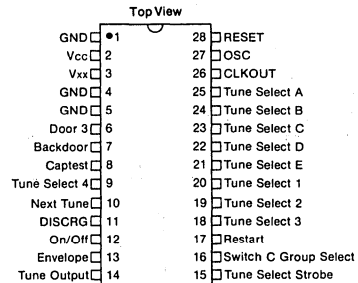 Top View
GND 1 28 RESET
Vcc 2 27 OSC
Vxx 3 26 CLKOUT
GND 4 25 Tune Select A
GND 5 24 Tune Select B
Door 3 6 23 Tune Select C
Backdoor 7 22 Tune Select D
Captest 8 21 Tune Select E
Tune Select 4 9 20 Tune Select 1
Next Tune 10 19 Tune Select 2
DISCRG 11 18 Tune Select 3
On/Off 12 17 Restart
Envelope 13 16 Switch C Group Select
Tune Output 14 15 Tune Select Strobe